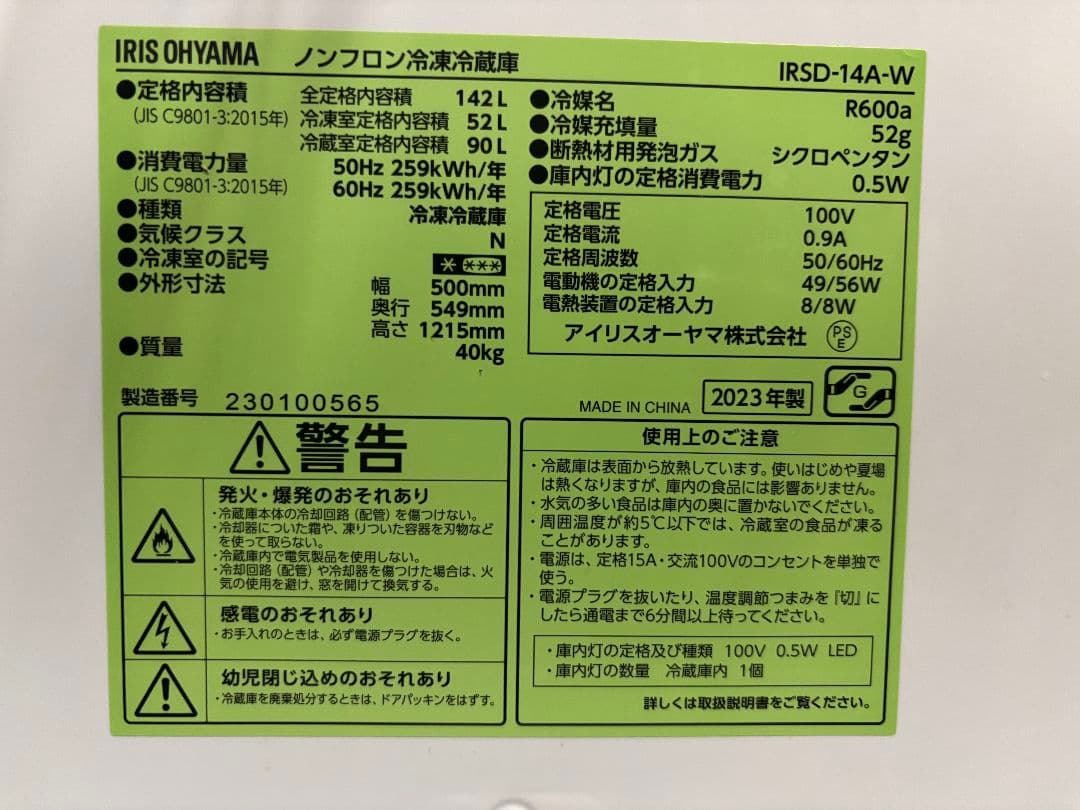 IRIS OHYAMA ノンフロン冷凍冷蔵庫 IRSD-14A-W
●定格内容積 全定格内容積 142L
(JIS C9801-3:2015年) 冷凍室定格内容積 52L
冷蔵室定格内容積 90L
●消費電力量 50Hz 259kWh/年
(JIS C9801-3:2015年) 60Hz 259kWh/年
●種類 冷凍冷蔵庫
●気候クラス N
●冷凍室の記号 * ***
●外形寸法 幅 500mm
奥行 549mm
高さ 1215mm
●質量 40kg
●冷媒名 R600a
●冷媒充填量 52g
●断熱材用発泡ガス シクロペンタン
●庫内灯の定格消費電力 0.5W
定格電圧 100V
定格電流 0.9A
定格周波数 50/60Hz
電動機の定格入力 49/56W
電熱装置の定格入力 8/8W
アイリスオーヤマ株式会社 PS E
製造番号 230100565
MADE IN CHINA 2023年製 G
警告
発火・爆発のおそれあり
・冷蔵庫本体の冷却回路（配管）を傷つけない。
・冷却器についた霜や、凍りついた容器を刃物など
を使って取らない。
・冷蔵庫内で電気製品を使用しない。
・冷却回路（配管）や冷却器を傷つけた場合は、火
気の使用を避け、窓を開けて換気する。
感電のおそれあり
・お手入れのときは、必ず電源プラグを抜く。
幼児閉じ込めのおそれあり
・冷蔵庫を廃棄処分するときは、ドアパッキンをはずす。
使用上のご注意
・冷蔵庫は表面から放熱しています。使いはじめや夏場
は熱くなりますが、庫内の食品には影響ありません。
・水気の多い食品は庫内の奥に置かないでください。
・周囲温度が約5℃以下では、冷蔵室の食品が凍る
ことがあります。
・電源は、定格15A・交流100Vのコンセントを単独で
使う。
・電源プラグを抜いたり、温度調節つまみを『切』に
したら通電まで6分間以上待ってください。
・庫内灯の定格及び種類 100V 0.5W LED
・庫内灯の数量 冷蔵庫内 1個
詳しくは取扱説明書をご覧ください。